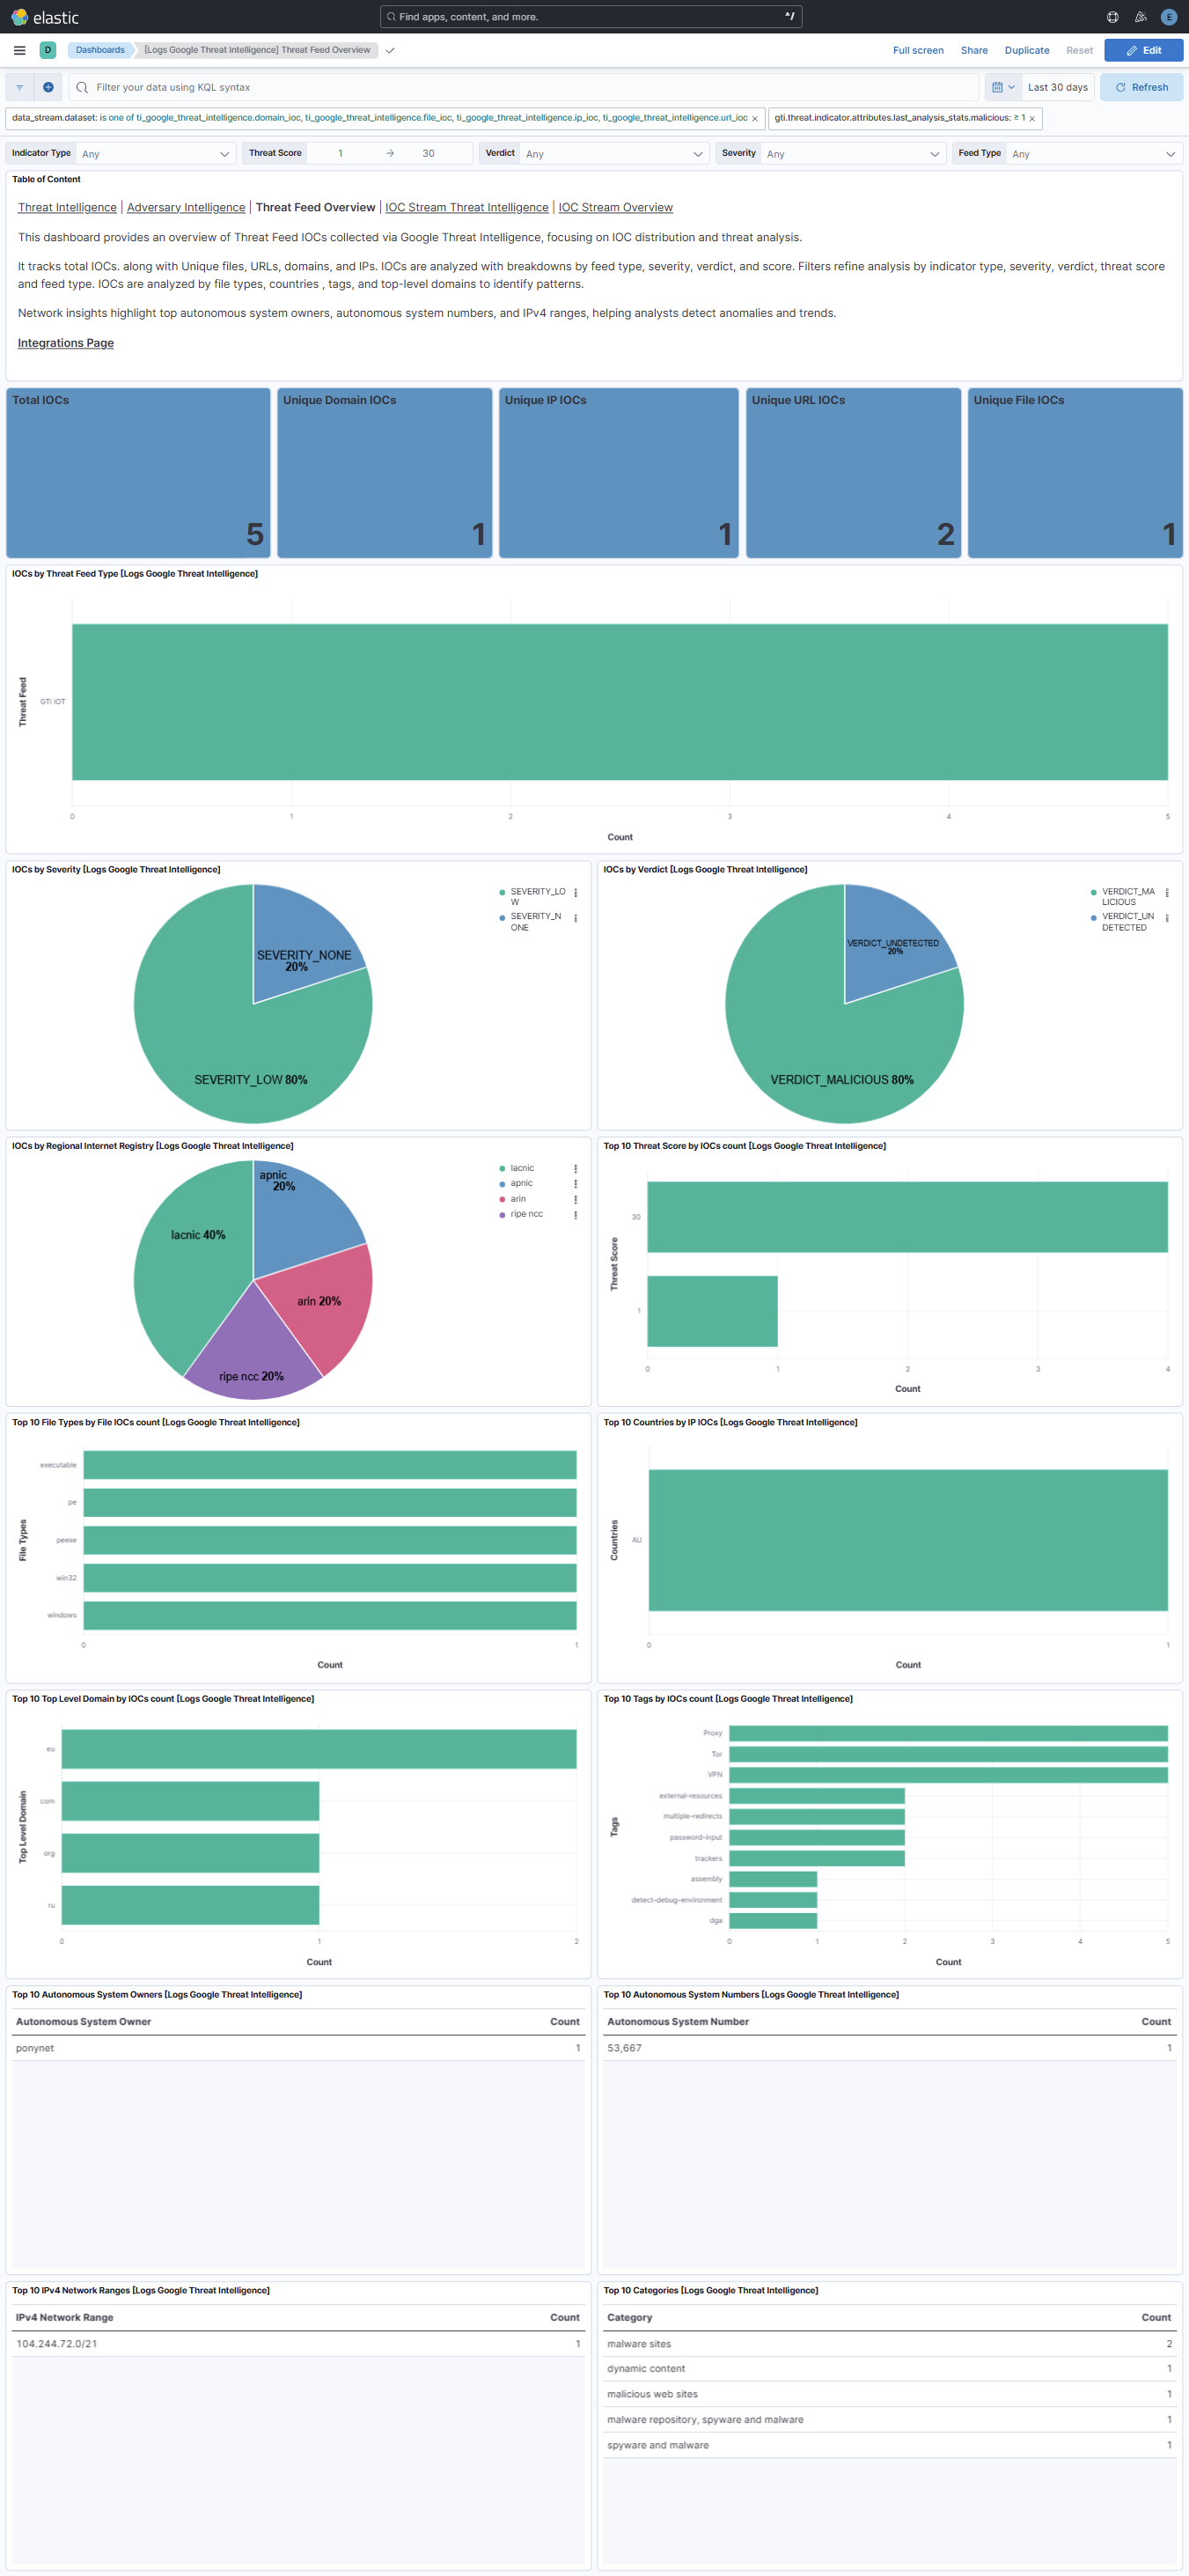 elastic
Find apps, content, and more.
^/
E
D
Dashboards
[Logs Google Threat Intelligence] Threat Feed Overview
Full screen
Share
Duplicate
Reset
Edit
Filter your data using KQL syntax
Last 30 days
Refresh
data_stream.dataset: is one of ti_google_threat_intelligence.domain_ioc, ti_google_threat_intelligence.file_ioc, ti_google_threat_intelligence.ip_ioc, ti_google_threat_intelligence.url_ioc ×
gti.threat.indicator.attributes.last_analysis_stats.malicious: ≥ 1 ×
Indicator Type Any
Threat Score 1 → 30
Verdict Any
Severity Any
Feed Type Any
Table of Content
Threat Intelligence | Adversary Intelligence | Threat Feed Overview | IOC Stream Threat Intelligence | IOC Stream Overview
This dashboard provides an overview of Threat Feed IOCs collected via Google Threat Intelligence, focusing on IOC distribution and threat analysis.
It tracks total IOCs. along with Unique files, URLs, domains, and IPs. IOCs are analyzed with breakdowns by feed type, severity, verdict, and score. Filters refine analysis by indicator type, severity, verdict, threat score
and feed type. IOCs are analyzed by file types, countries , tags, and top-level domains to identify patterns.
Network insights highlight top autonomous system owners, autonomous system numbers, and IPv4 ranges, helping analysts detect anomalies and trends.
Integrations Page
Total IOCs
5
Unique Domain IOCs
1
Unique IP IOCs
1
Unique URL IOCs
2
Unique File IOCs
1
IOCs by Threat Feed Type [Logs Google Threat Intelligence]
Threat Feed
GTI IOT
0 1 2 3 4 5
Count
IOCs by Severity [Logs Google Threat Intelligence]
SEVERITY_NONE
20%
SEVERITY_LOW 80%
SEVERITY_LO
W
SEVERITY_N
ONE
IOCs by Verdict [Logs Google Threat Intelligence]
VERDICT_UNDETECTED
20%
VERDICT_MALICIOUS 80%
VERDICT_MA
LICIOUS
VERDICT_UN
DETECTED
IOCs by Regional Internet Registry [Logs Google Threat Intelligence]
apnic
20%
lacnic 40%
arin 20%
ripe ncc 20%
lacnic
apnic
arin
ripe ncc
Top 10 Threat Score by IOCs count [Logs Google Threat Intelligence]
Threat Score
30
1
0 1 2 3 4
Count
Top 10 File Types by File IOCs count [Logs Google Threat Intelligence]
File Types
executable
pe
peexe
win32
windows
0 1
Count
Top 10 Countries by IP IOCs [Logs Google Threat Intelligence]
Countries
AU
0 1
Count
Top 10 Top Level Domain by IOCs count [Logs Google Threat Intelligence]
Top Level Domain
eu
com
org
ru
0 1 2
Count
Top 10 Tags by IOCs count [Logs Google Threat Intelligence]
Tags
Proxy
Tor
VPN
external-resources
multiple-redirects
password-input
trackers
assembly
detect-debug-environment
dga
0 1 2 3 4 5
Count
Top 10 Autonomous System Owners [Logs Google Threat Intelligence]
Autonomous System Owner Count
ponynet 1
Top 10 Autonomous System Numbers [Logs Google Threat Intelligence]
Autonomous System Number Count
53,667 1
Top 10 IPv4 Network Ranges [Logs Google Threat Intelligence]
IPv4 Network Range Count
104.244.72.0/21 1
Top 10 Categories [Logs Google Threat Intelligence]
Category Count
malware sites 2
dynamic content 1
malicious web sites 1
malware repository, spyware and malware 1
spyware and malware 1